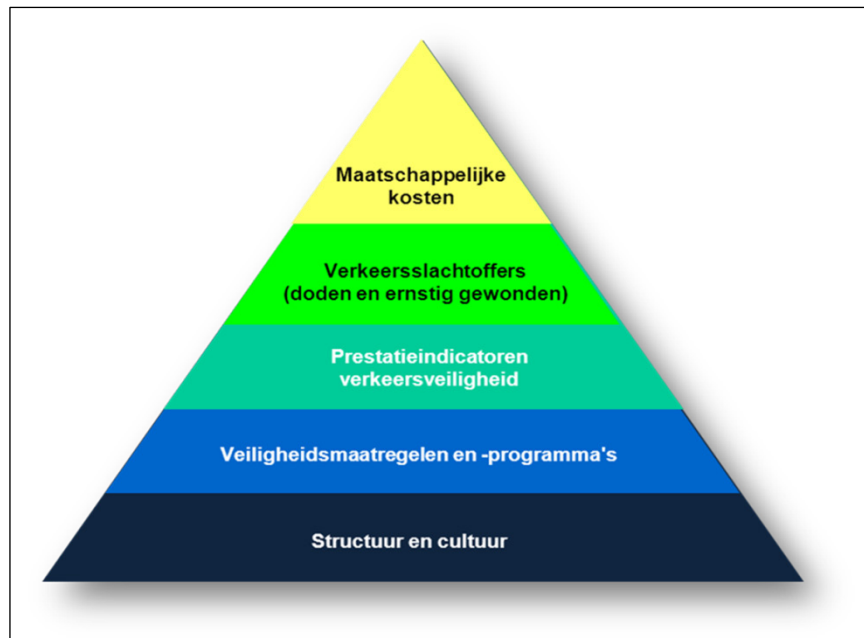 Maatschappelijke
kosten
Verkeersslachtoffers
(doden en ernstig gewonden)
Prestatieindicatoren
verkeersveiligheid
Veiligheidsmaatregelen en -programma's
Structuur en cultuur